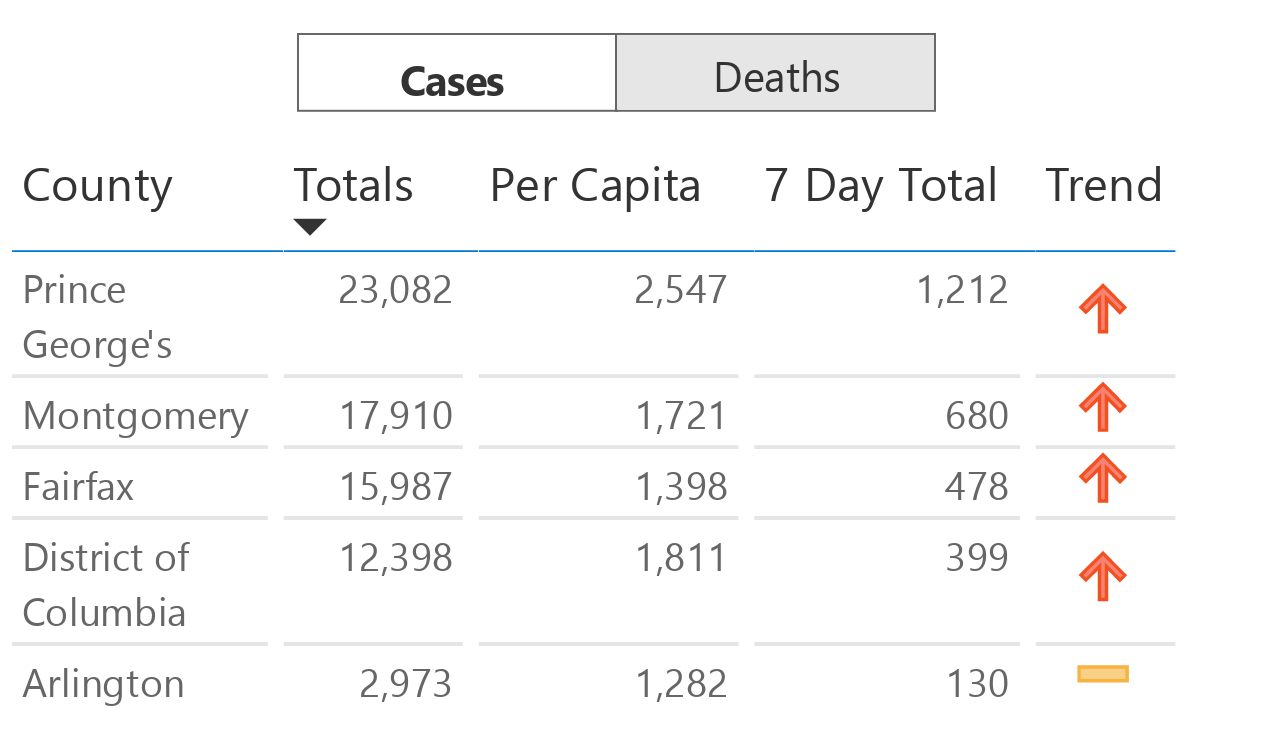 Cases Deaths
County Totals Per Capita 7 Day Total Trend
Prince 23,082 2,547 1,212
George's
Montgomery 17,910 1,721 680
Fairfax 15,987 1,398 478
District of 12,398 1,811 399
Columbia
Arlington 2,973 1,282 130